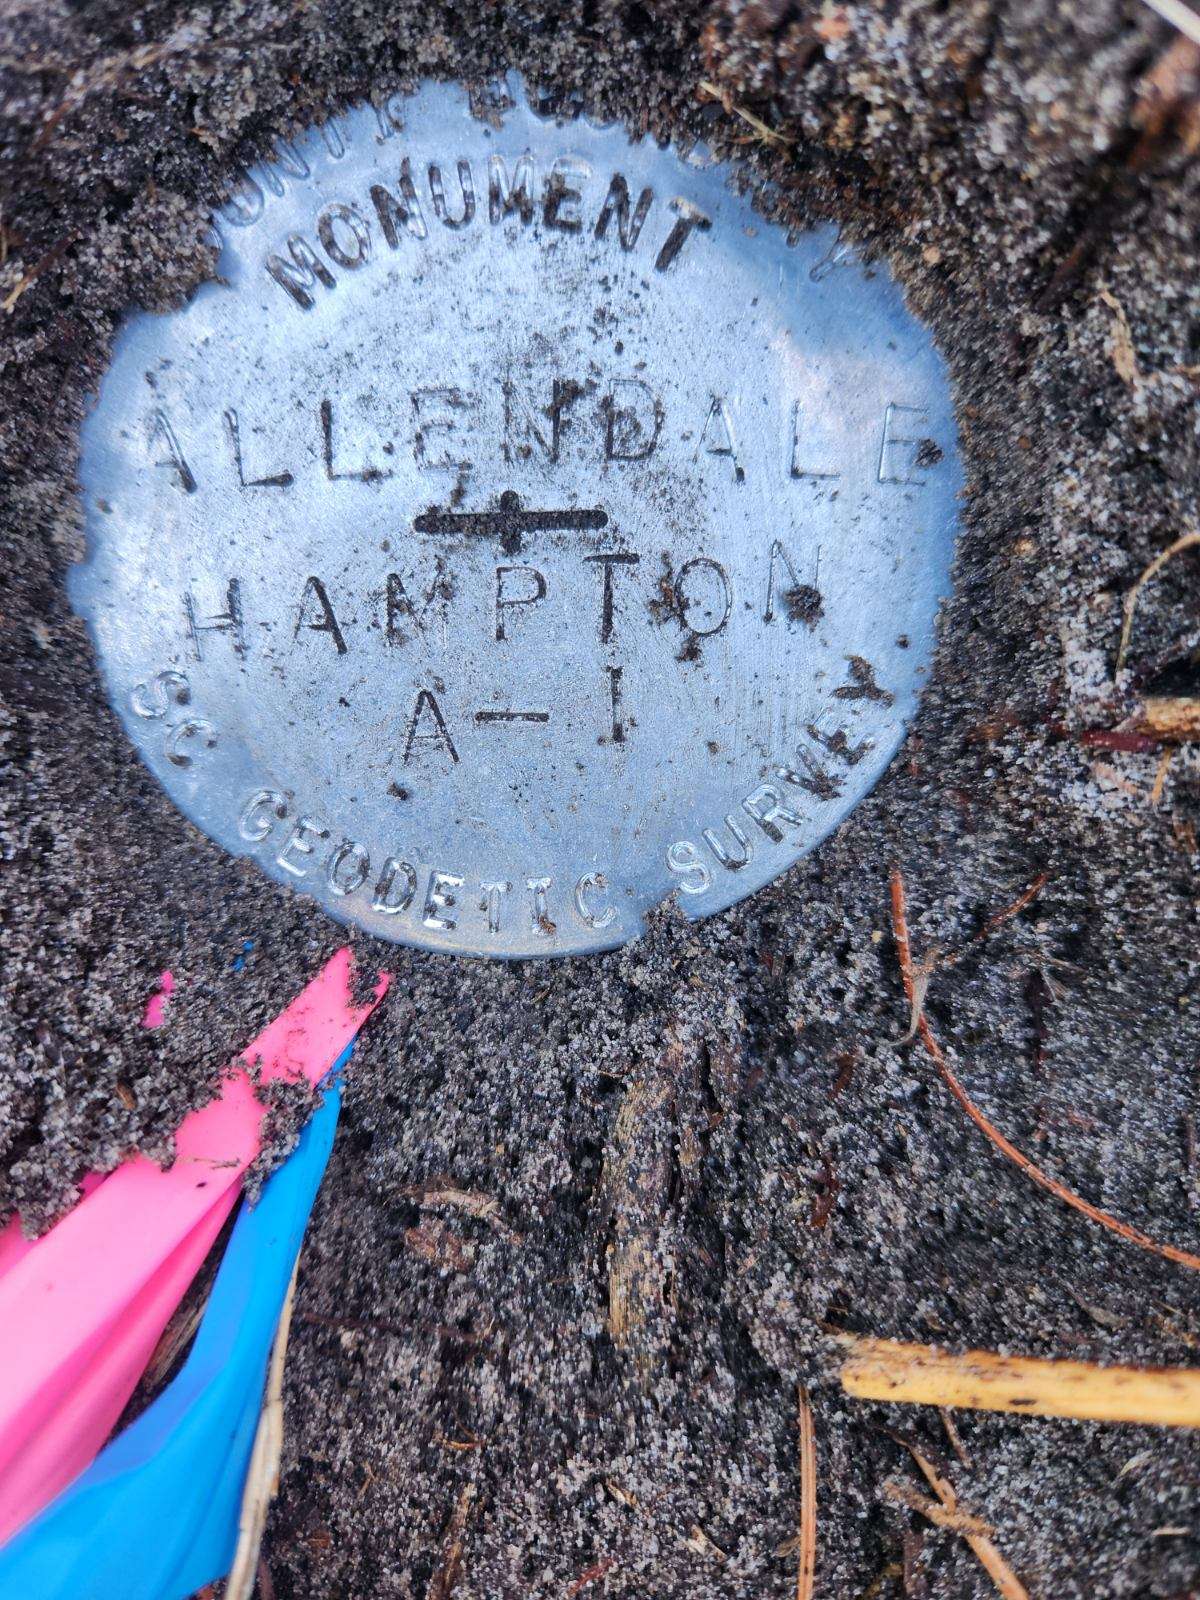 MONUMENT
ALLENDALE
HAMPTON
A-1
SC GEODETIC SURVEY